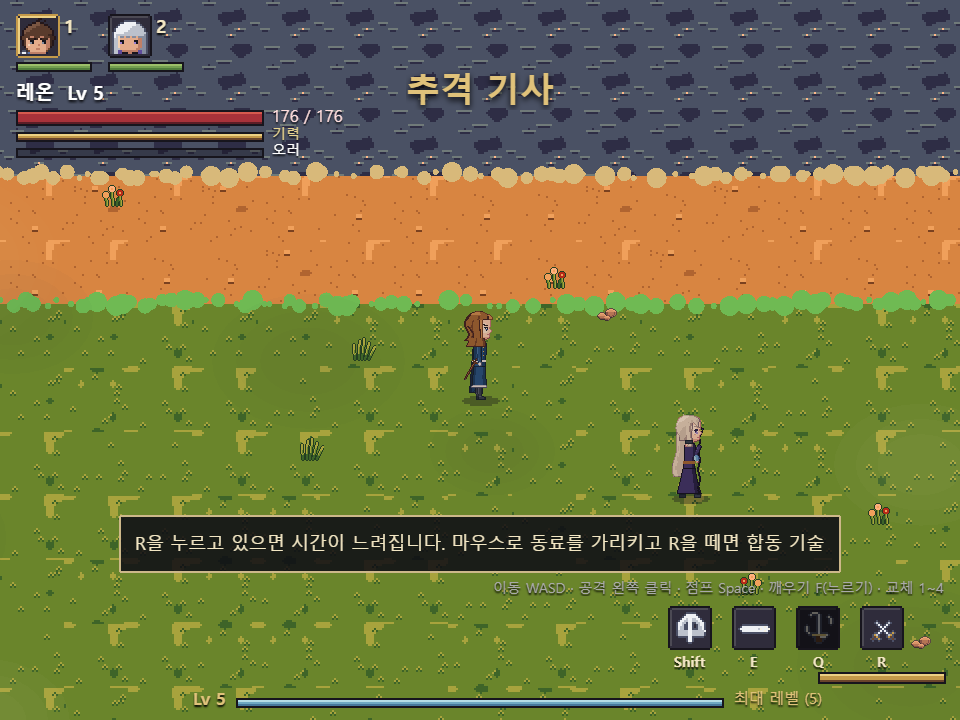 1
2
추격 기사
레온 Lv 5
176 / 176
기력
오러
R을 누르고 있으면 시간이 느려집니다. 마우스로 동료를 가리키고 R을 떼면 합동 기술
이동 WASD · 공격 왼쪽 클릭 · 점프 Space · 깨우기 F(누르기) · 교체 1~4
Shift
E
Q
R
Lv 5
최대 레벨 (5)